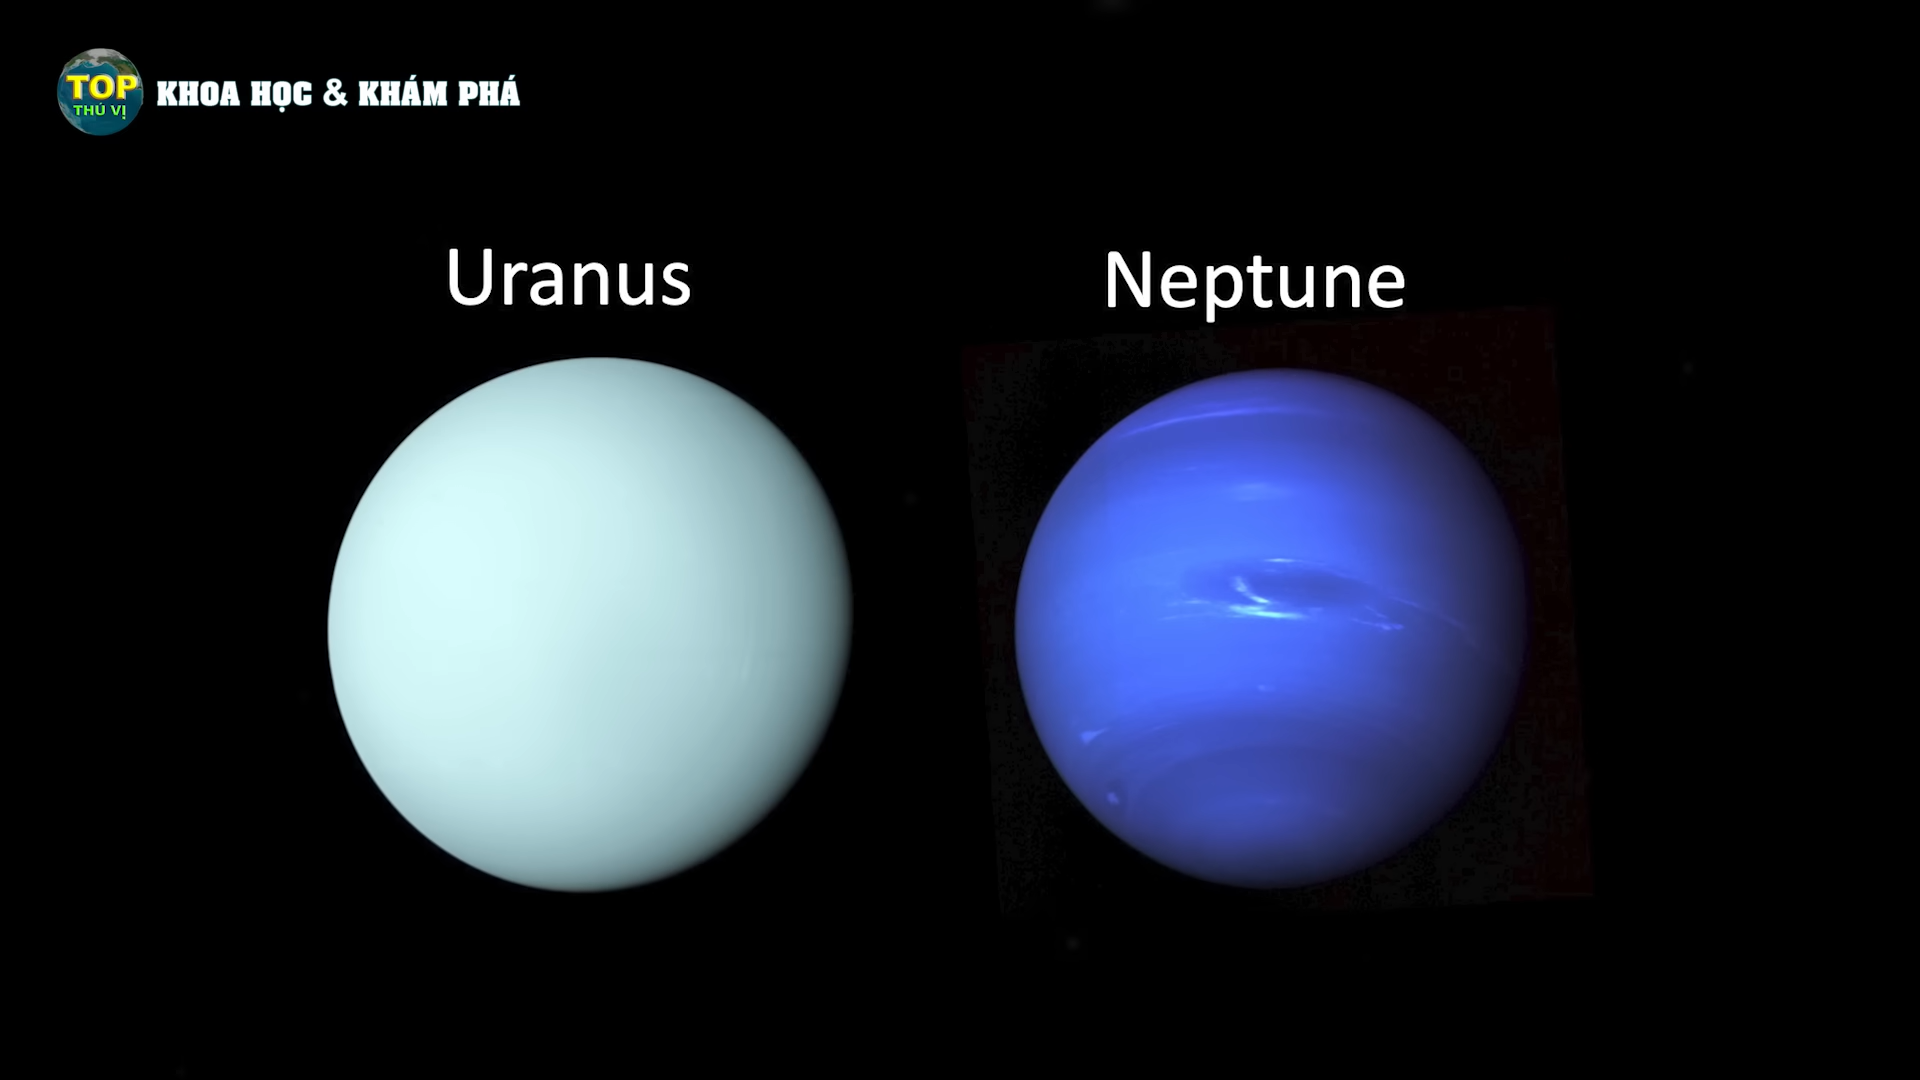 TOP
THÚ VỊ
KHOA HỌC & KHÁM PHÁ
Uranus
Neptune